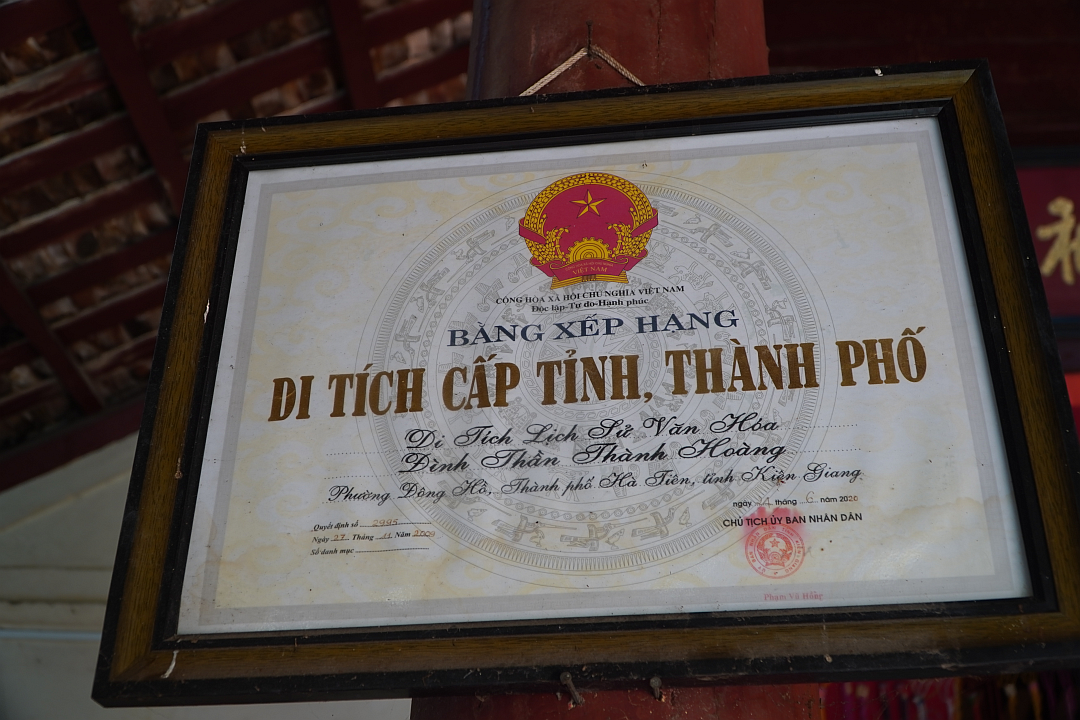 VIỆT NAM
CỘNG HÒA XÃ HỘI CHỦ NGHĨA VIỆT NAM
Độc lập-Tự do-Hạnh phúc
BẰNG XẾP HẠNG
DI TÍCH CẤP TỈNH, THÀNH PHỐ
Di Tích Lịch Sử Văn Hóa
Đình Thần Thành Hoàng
Phường Đông Hồ, Thành phố Hà Tiên, tỉnh Kiên Giang
ngày 24 tháng 6 năm 2020
CHỦ TỊCH ỦY BAN NHÂN DÂN
Quyết định số 2995
Ngày 27 Tháng 11 Năm
Số danh mục
Phạm Vũ Hồng